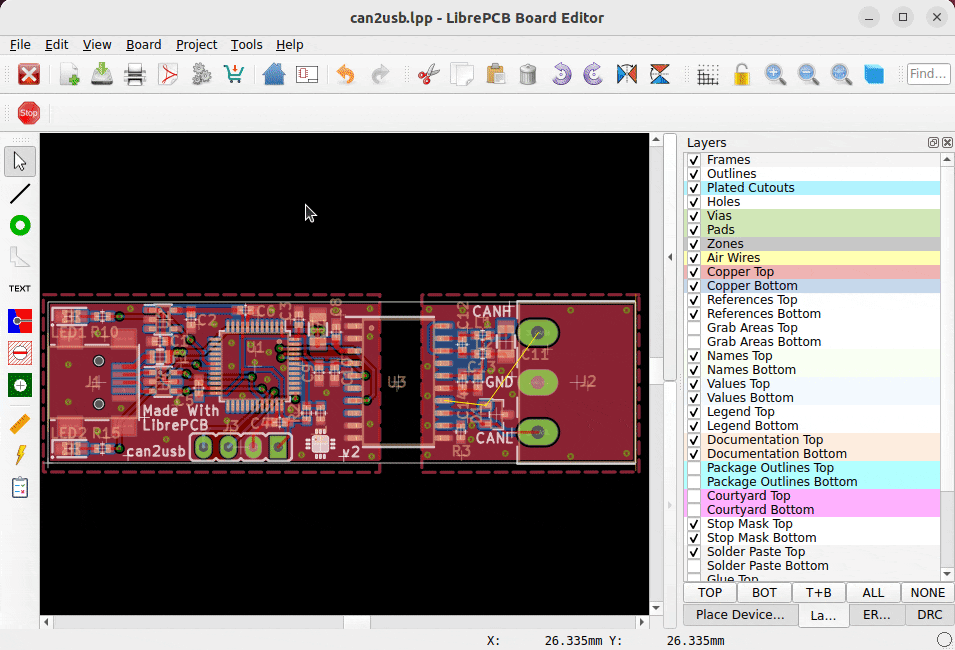 can2usb.lpp - LibrePCB Board Editor
File Edit View Board Project Tools Help
Find...
Stop
TEXT
CANH
C2
C6
ED1 R10
U1
C11
J1
U3
GND
J2
Made With
LibrePCB
J3
ED2 R15
can2usb
v2
CANL
R3
Layers
Frames
Outlines
Plated Cutouts
Holes
Vias
Pads
Zones
Air Wires
Copper Top
Copper Bottom
References Top
References Bottom
Grab Areas Top
Grab Areas Bottom
Names Top
Names Bottom
Values Top
Values Bottom
Legend Top
Legend Bottom
Documentation Top
Documentation Bottom
Package Outlines Top
Package Outlines Bottom
Courtyard Top
Courtyard Bottom
Stop Mask Top
Stop Mask Bottom
Solder Paste Top
Solder Paste Bottom
Glue Top
TOP BOT T+B ALL NONE
Place Device... La... ER... DRC
X: 26.335mm Y: 26.335mm